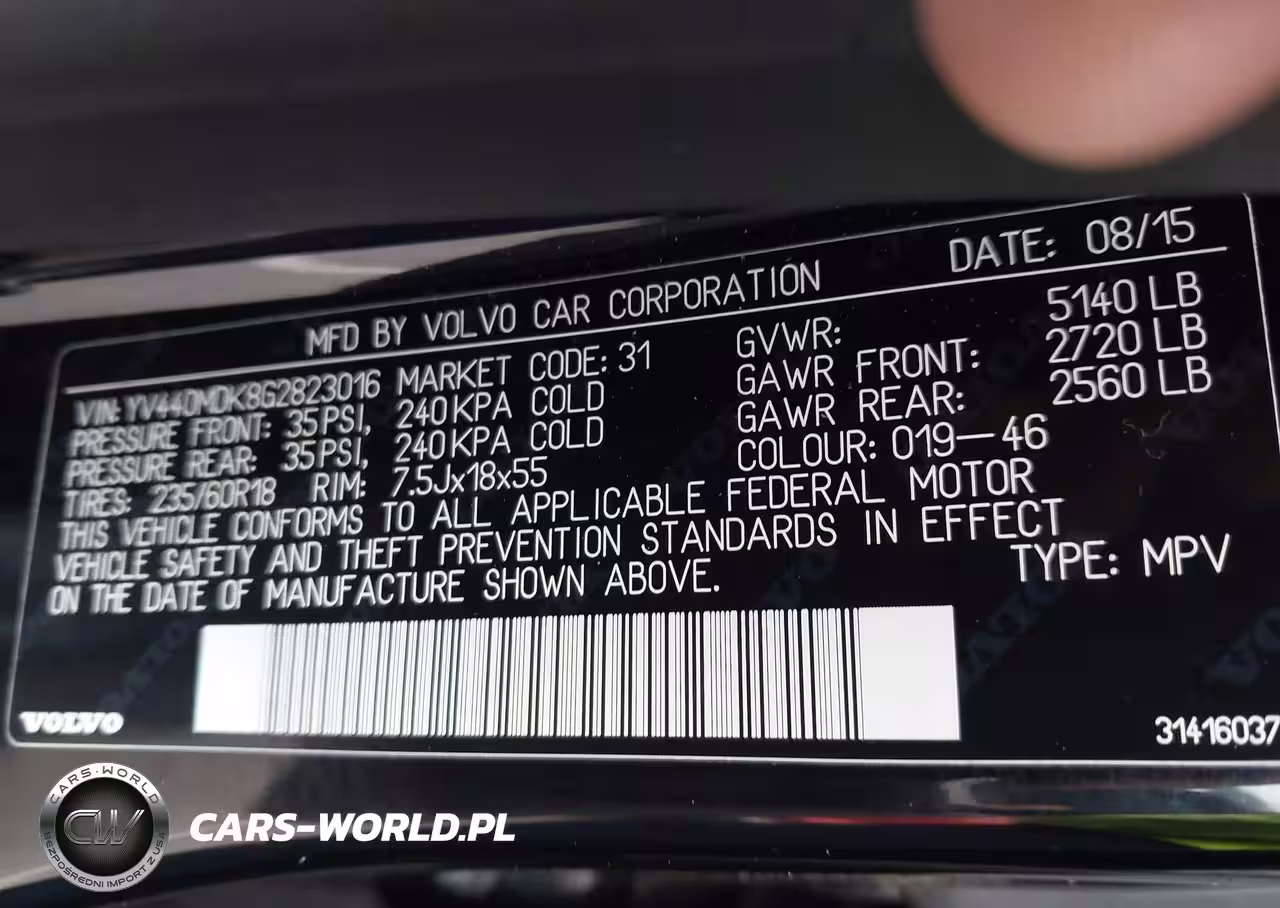 MFD BY VOLVO CAR CORPORATION DATE: 08/15
VIN: YV440MDK8G2823016 MARKET CODE: 31 GVWR: 5140 LB
PRESSURE FRONT: 35 PSI, 240 KPA COLD GAWR FRONT: 2720 LB
PRESSURE REAR: 35 PSI, 240 KPA COLD GAWR REAR: 2560 LB
TIRES: 235/60R18 RIM: 7.5Jx18x55 COLOUR: 019-46
THIS VEHICLE CONFORMS TO ALL APPLICABLE FEDERAL MOTOR
VEHICLE SAFETY AND THEFT PREVENTION STANDARDS IN EFFECT
ON THE DATE OF MANUFACTURE SHOWN ABOVE. TYPE: MPV
VOLVO 31416037
CARS-WORLD
CW
BEZPOŚREDNI IMPORT Z USA
CARS-WORLD.PL